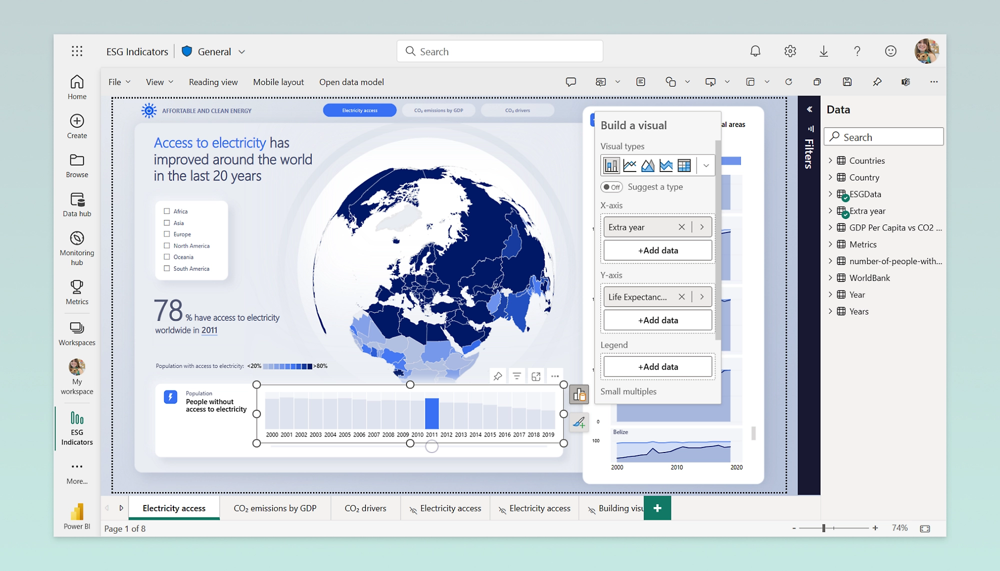 ESG Indicators
General
Search
Home
Create
Browse
Data hub
Monitoring
hub
Metrics
Workspaces
My
workspace
ESG
Indicators
More...
Power BI
File
View
Reading view
Mobile layout
Open data model
AFFORTABLE AND CLEAN ENERGY
Electricity access
CO₂ emissions by GDP
CO₂ drivers
Access to electricity has
improved around the world
in the last 20 years
Africa
Asia
Europe
North America
Oceania
South America
78 % have access to electricity
worldwide in 2011
Population with access to electricity: <20% >80%
Population
People without
access to electricity
2000 2001 2002 2003 2004 2005 2006 2007 2008 2009 2010 2011 2012 2013 2014 2015 2016 2017 2018 2019
al areas
Build a visual
Visual types
Off Suggest a type
X-axis
Extra year
+Add data
Y-axis
Life Expectanc...
+Add data
Legend
+Add data
Small multiples
0
Belize
100
2000 2010 2020
Filters
Data
Search
Countries
Country
ESGData
Extra year
GDP Per Capita vs CO2 ...
Metrics
number-of-people-with...
WorldBank
Year
Years
Electricity access
CO₂ emissions by GDP
CO₂ drivers
Electricity access
Electricity access
Building visu
+
Page 1 of 8
- + 74%